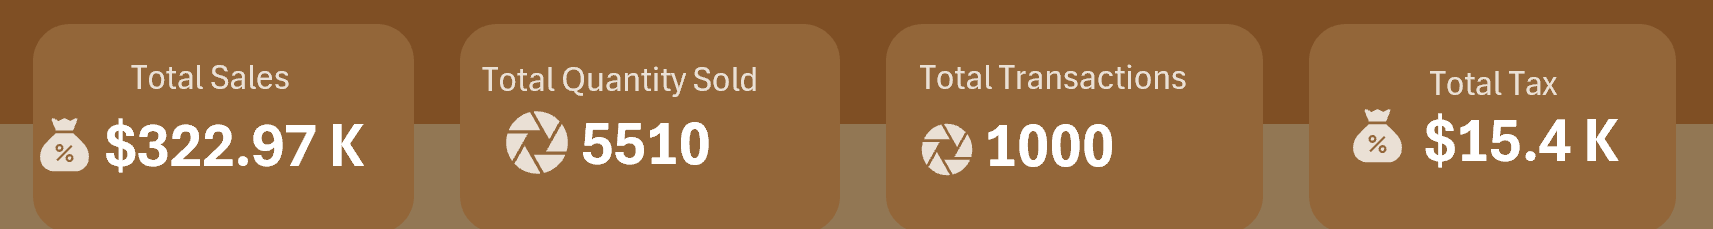 Total Sales
$322.97 K
Total Quantity Sold
5510
Total Transactions
1000
Total Tax
$15.4 K